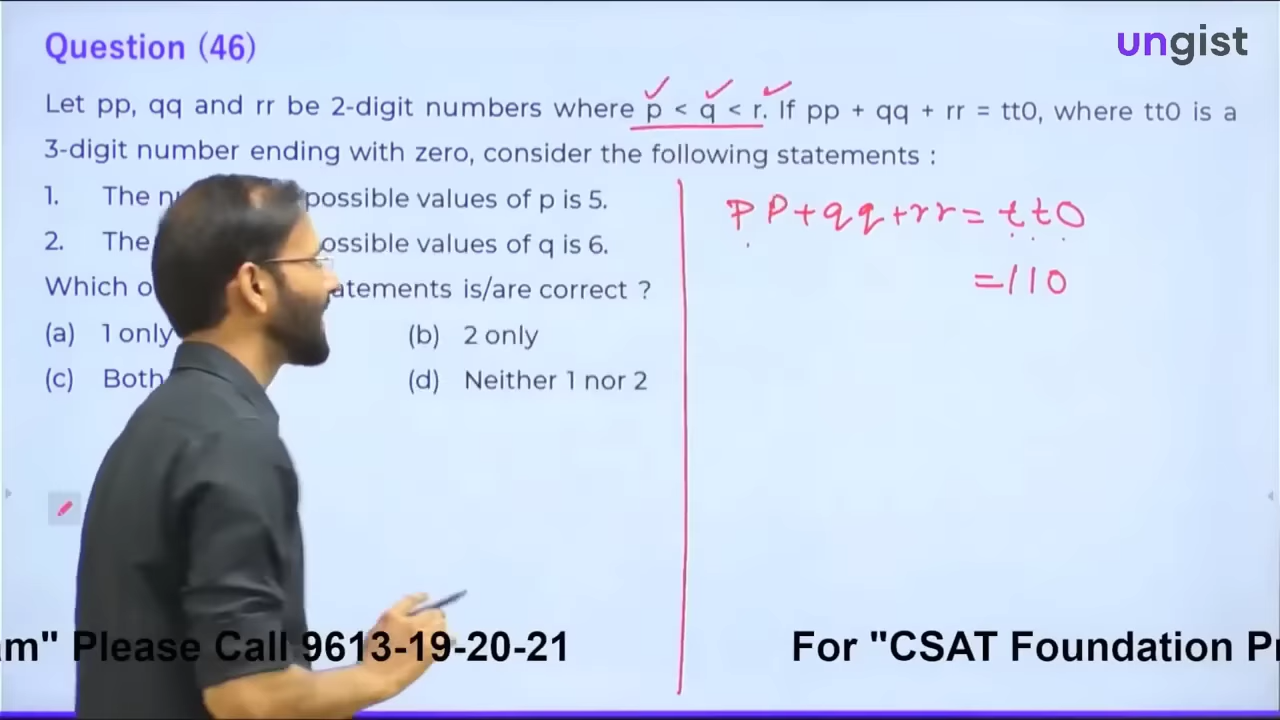 Question (46)
ungist
Let pp, qq and rr be 2-digit numbers where p < q < r. If pp + qq + rr = tt0, where tt0 is a
3-digit number ending with zero, consider the following statements :
1. The possible values of p is 5.
2. The possible values of q is 6.
Which is/are correct ?
(a) 1 only (b) 2 only
(c) Both (d) Neither 1 nor 2
PP+qq+rr=tt0
=110
Please Call 9613-19-20-21 For "CSAT Foundation